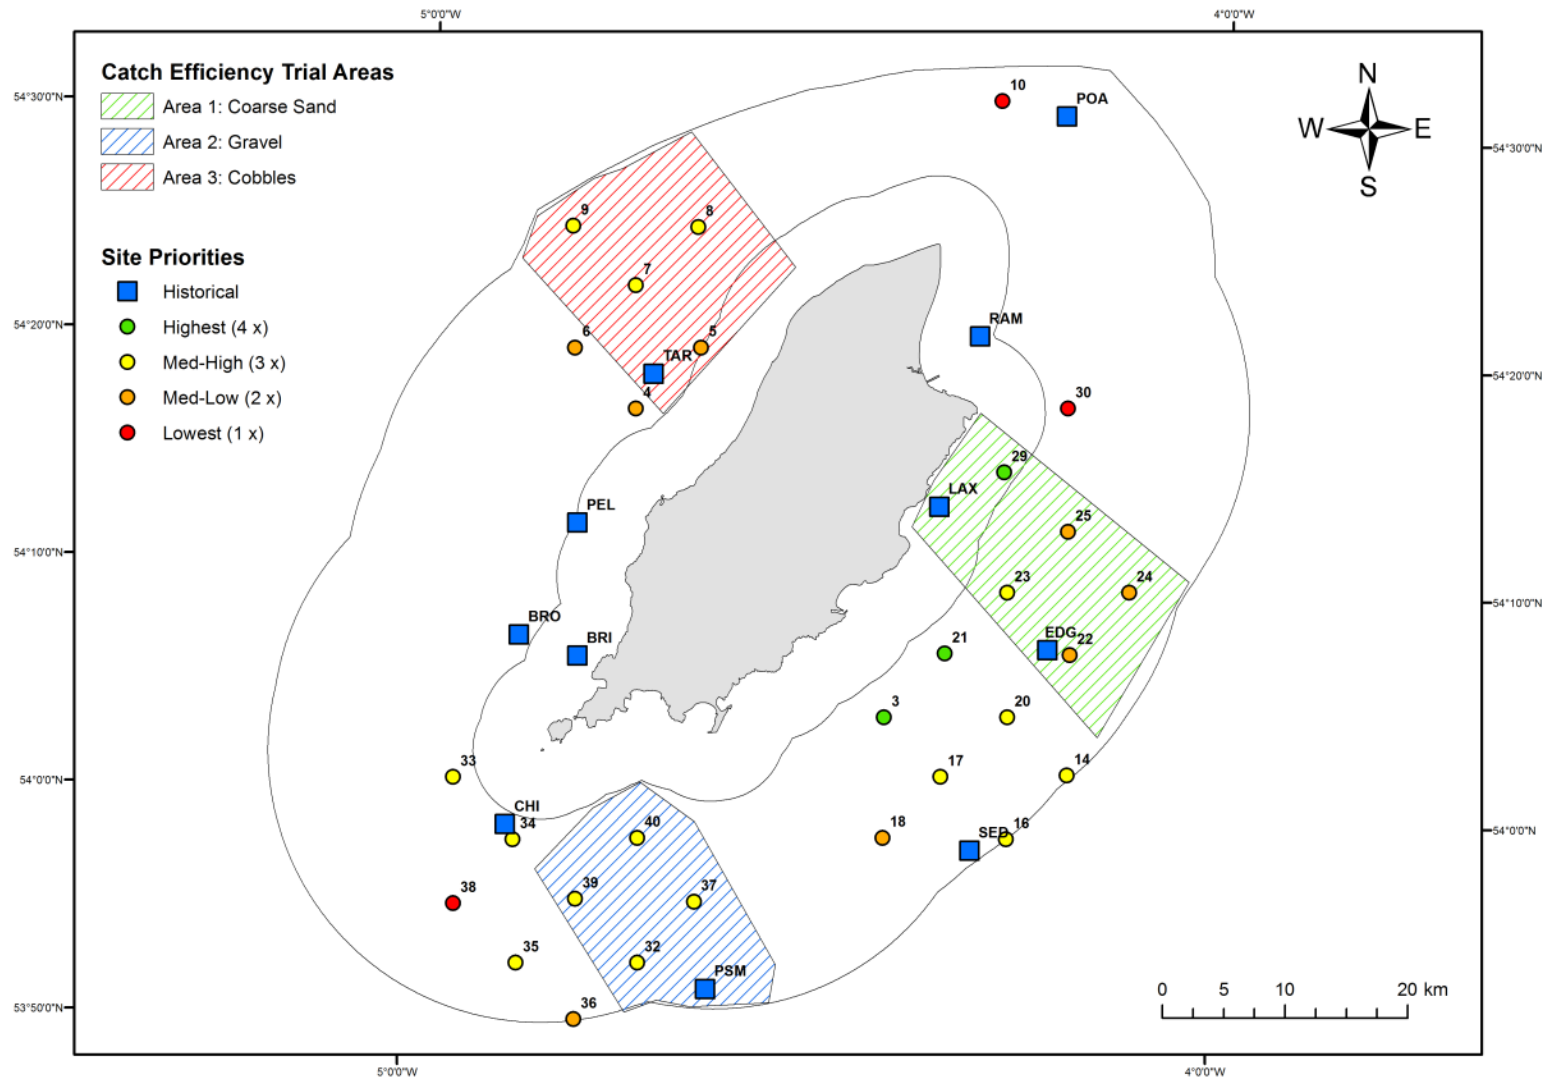 5°0'0"W
4°0'0"W
Catch Efficiency Trial Areas
Area 1: Coarse Sand
Area 2: Gravel
Area 3: Cobbles
Site Priorities
Historical
Highest (4 x)
Med-High (3 x)
Med-Low (2 x)
Lowest (1 x)
N
W
E
S
54°30'0"N
54°30'0"N
54°20'0"N
54°20'0"N
54°10'0"N
54°10'0"N
54°0'0"N
54°0'0"N
53°50'0"N
10
POA
9
8
7
6
5
TAR
4
RAM
30
29
LAX
25
PEL
23
24
BRO
BRI
EDG
22
21
3
20
33
17
14
CHI
34
40
18
SED
16
38
39
37
35
32
PSM
36
0
5
10
20 km
5°0'0"W
4°0'0"W